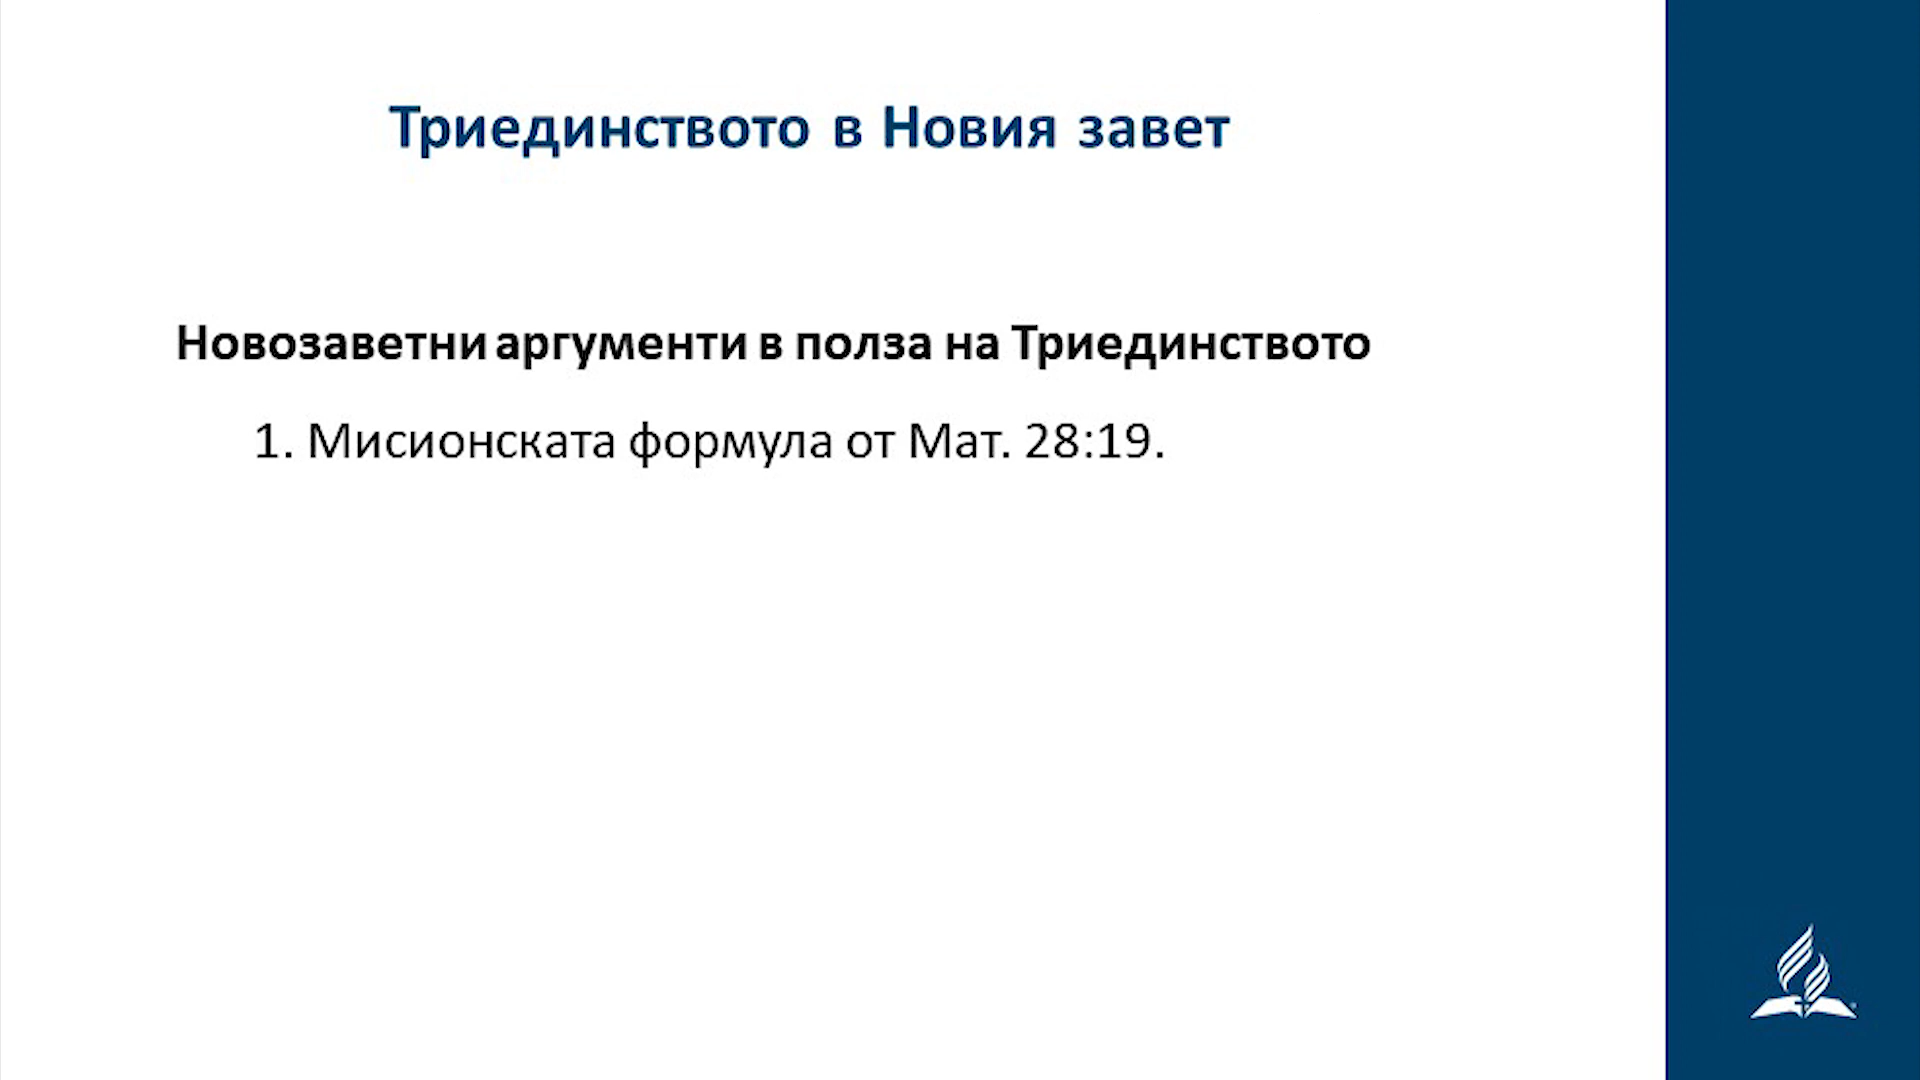 Триединството в Новия завет
Новозаветни аргументи в полза на Триединството
1. Мисионската формула от Мат. 28:19.